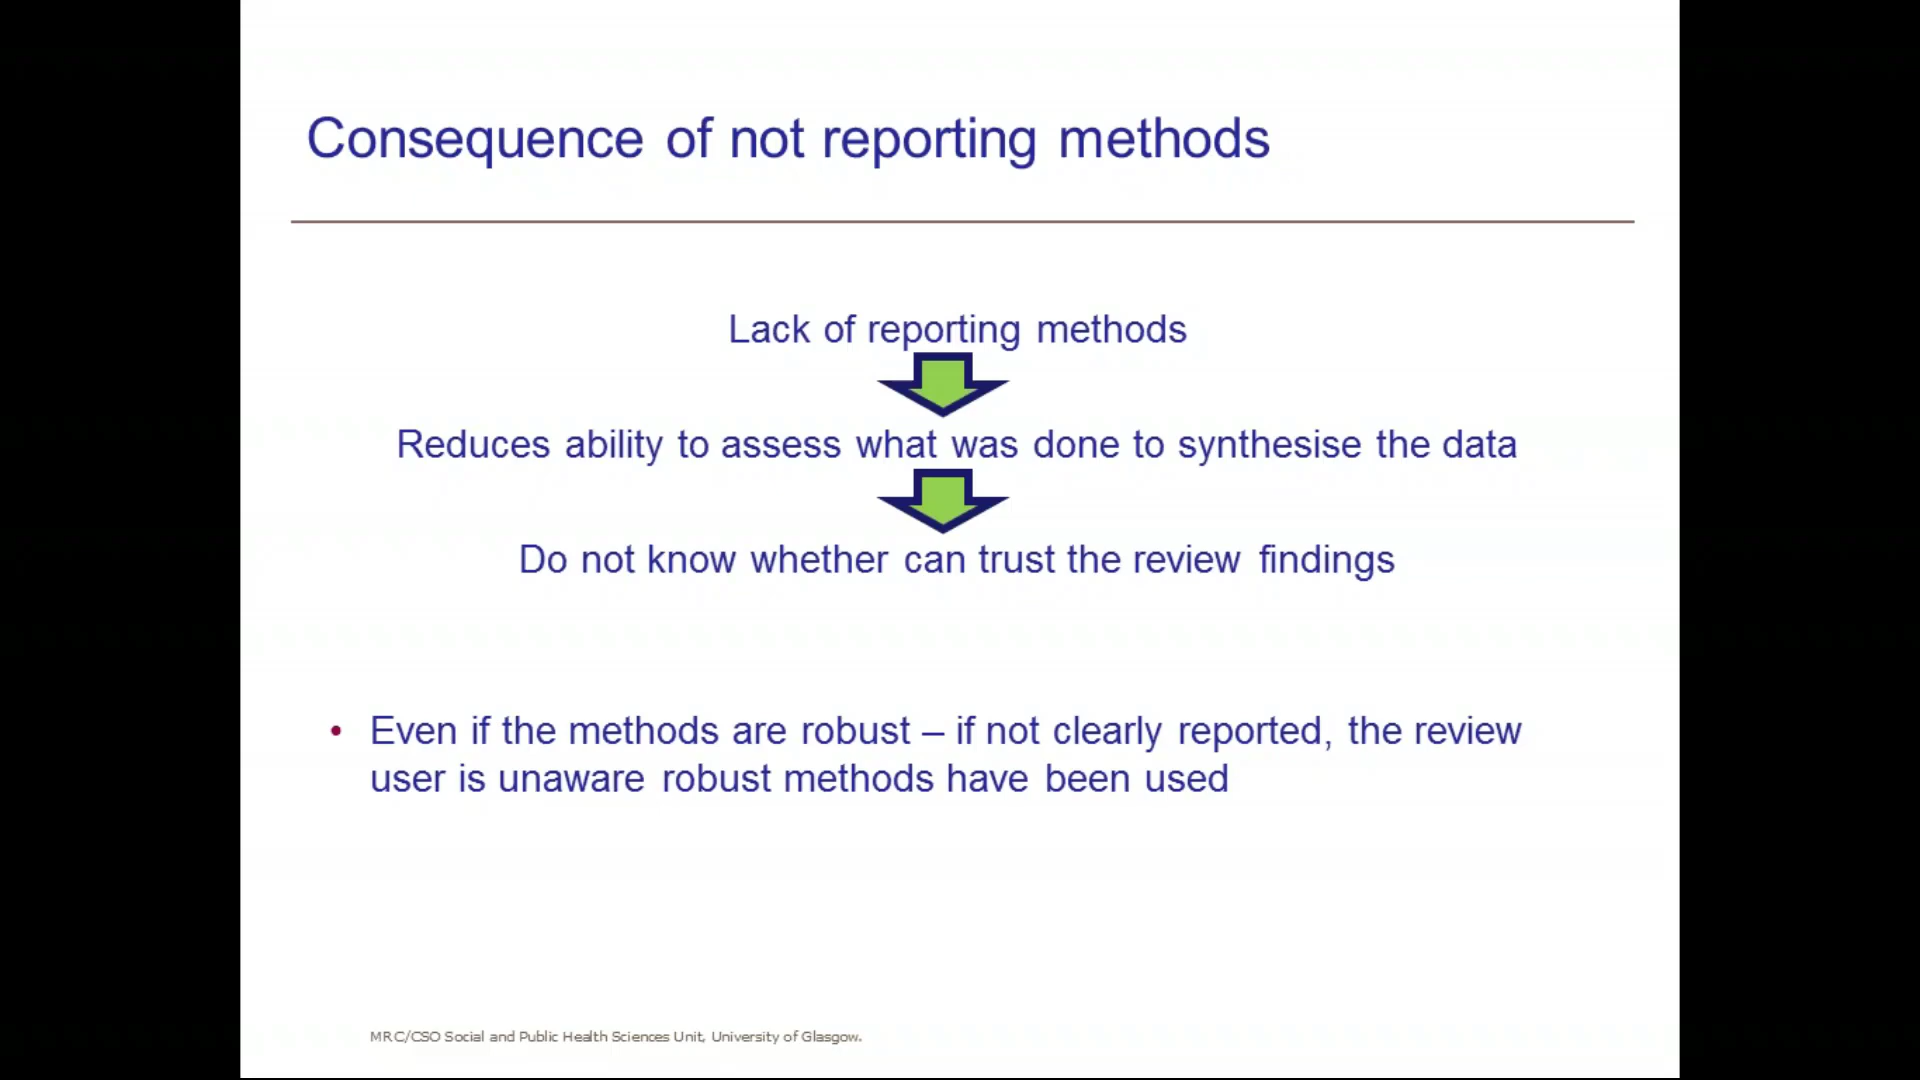 Consequence of not reporting methods
Lack of reporting methods
Reduces ability to assess what was done to synthesise the data
Do not know whether can trust the review findings
• Even if the methods are robust – if not clearly reported, the review
user is unaware robust methods have been used
MRC/CSO Social and Public Health Sciences Unit, University of Glasgow.